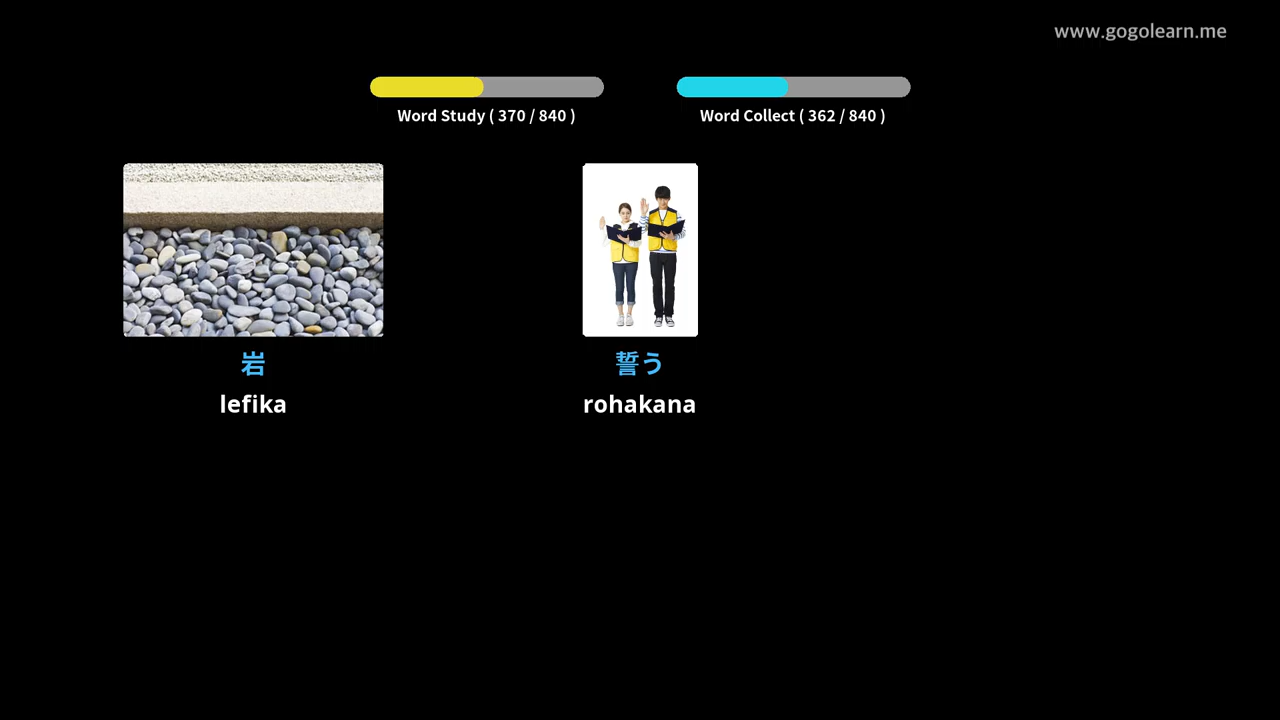 www.gogolearn.me
Word Study ( 370 / 840 )
Word Collect ( 362 / 840 )
岩
lefika
誓う
rohakana